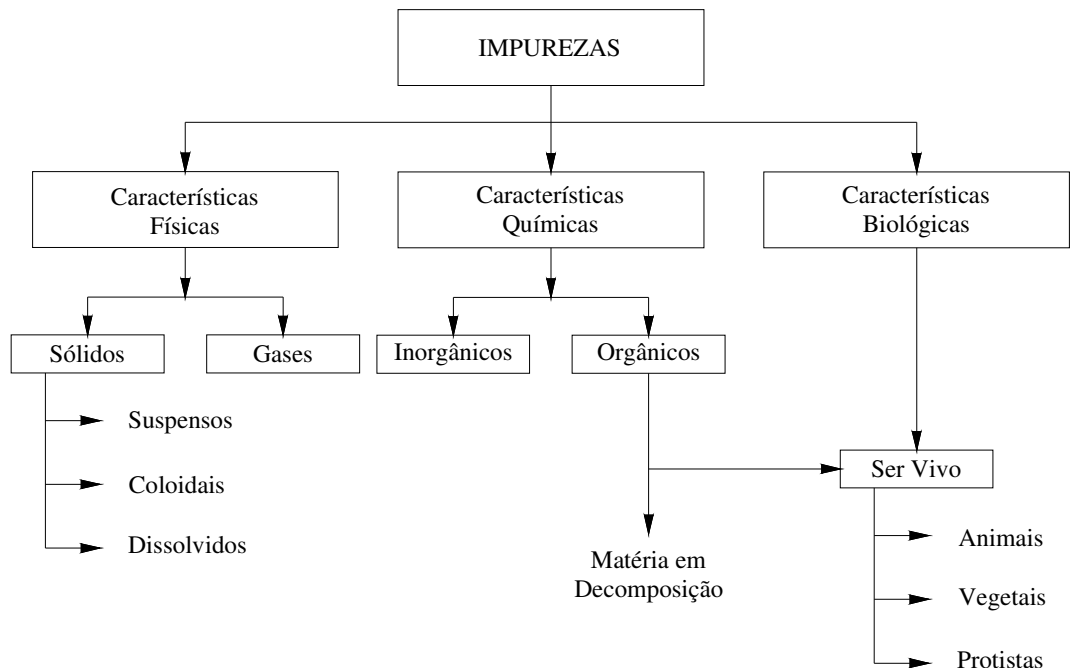 IMPUREZAS
Características
Físicas
Características
Químicas
Característícas
Biológicas
Sólidos
Gases
Inorgânicos
Orgânicos
Suspensos
Coloidais
Dissolvidos
Matéria em
Decomposição
Ser Vivo
Animais
Vegetais
Protistas